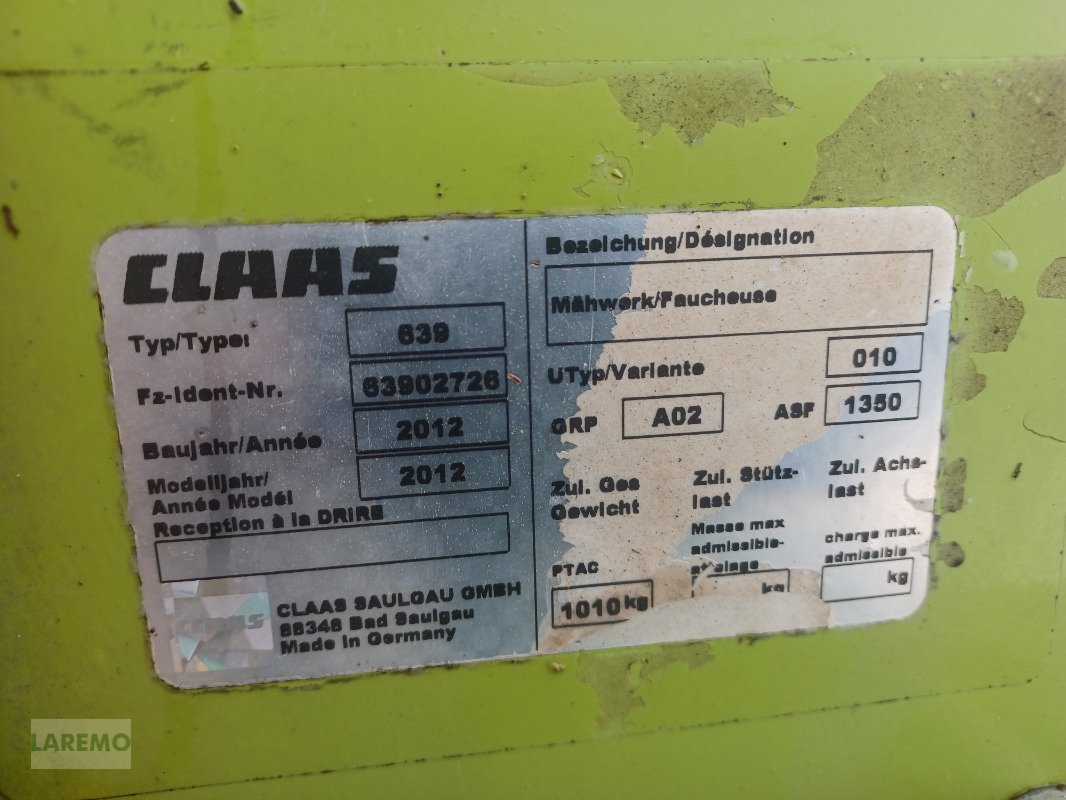 CLAAS
Typ/Type: 639
Fz-Ident-Nr. 63902726
Baujahr/Année 2012
Modelljahr/
Année Modél 2012
Reception à la DRIRE
CLAAS
CLAAS SAULGAU GMBH
88348 Bad Saulgau
Made in Germany
Bezeichung/Désignation
Mähwerk/Faucheuse
UTyp/Variante 010
GRP A02 ASF 1350
Zul. Ges
Gewicht
PTAC
1010 kg
Zul. Stütz-
last
Masse max
admissible-
attelage
kg
Zul. Achs-
last
charge max.
admissible
kg
LAREMO